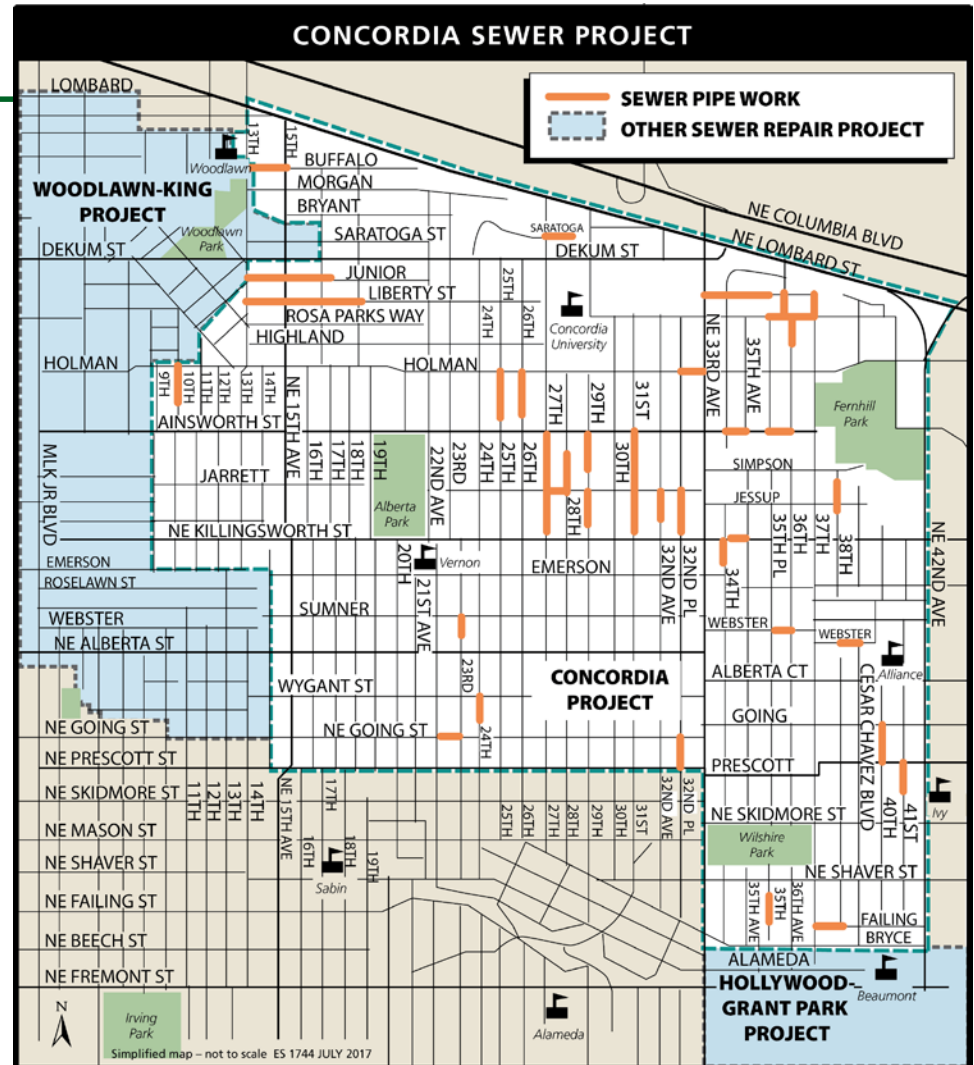 CONCORDIA SEWER PROJECT
SEWER PIPE WORK
OTHER SEWER REPAIR PROJECT
LOMBARD
13TH
15TH
Woodlawn
BUFFALO
MORGAN
BRYANT
WOODLAWN-KING
PROJECT
Woodlawn
Park
SARATOGA ST
SARATOGA
NE COLUMBIA BLVD
NE LOMBARD ST
DEKUM ST
DEKUM ST
JUNIOR
LIBERTY ST
ROSA PARKS WAY
HIGHLAND
25TH
24TH
26TH
Concordia
University
NE 33RD AVE
35TH AVE
HOLMAN
HOLMAN
9TH
10TH
11TH
12TH
13TH
14TH
NE 15TH AVE
27TH
29TH
31ST
Fernhill
Park
AINSWORTH ST
MLK JR BLVD
JARRETT
16TH
17TH
18TH
19TH
Alberta
Park
22ND AVE
23RD
24TH
25TH
26TH
28TH
30TH
SIMPSON
JESSUP
NE KILLINGSWORTH ST
35TH PL
36TH
37TH
38TH
NE 42ND AVE
EMERSON
ROSELAWN ST
20TH
21ST AVE
Vernon
EMERSON
32ND AVE
32ND PL
34TH
WEBSTER
NE ALBERTA ST
SUMNER
WEBSTER
WEBSTER
Alliance
23RD
WYGANT ST
CONCORDIA
PROJECT
ALBERTA CT
GOING
CESAR CHAVEZ BLVD
NE GOING ST
NE GOING ST
24TH
NE PRESCOTT ST
PRESCOTT
NE SKIDMORE ST
11TH
12TH
13TH
14TH
NE 15TH AVE
17TH
25TH
26TH
27TH
28TH
29TH
30TH
31ST
32ND AVE
32ND PL
NE SKIDMORE ST
40TH
41ST
Ivy
NE MASON ST
16TH
18TH
19TH
Wilshire
Park
NE SHAVER ST
Sabin
NE SHAVER ST
NE FAILING ST
35TH AVE
35TH
36TH AVE
FAILING
NE BEECH ST
BRYCE
NE FREMONT ST
ALAMEDA
HOLLYWOOD-
GRANT PARK
PROJECT
Beaumont
N
Irving
Park
Alameda
Simplified map – not to scale ES 1744 JULY 2017